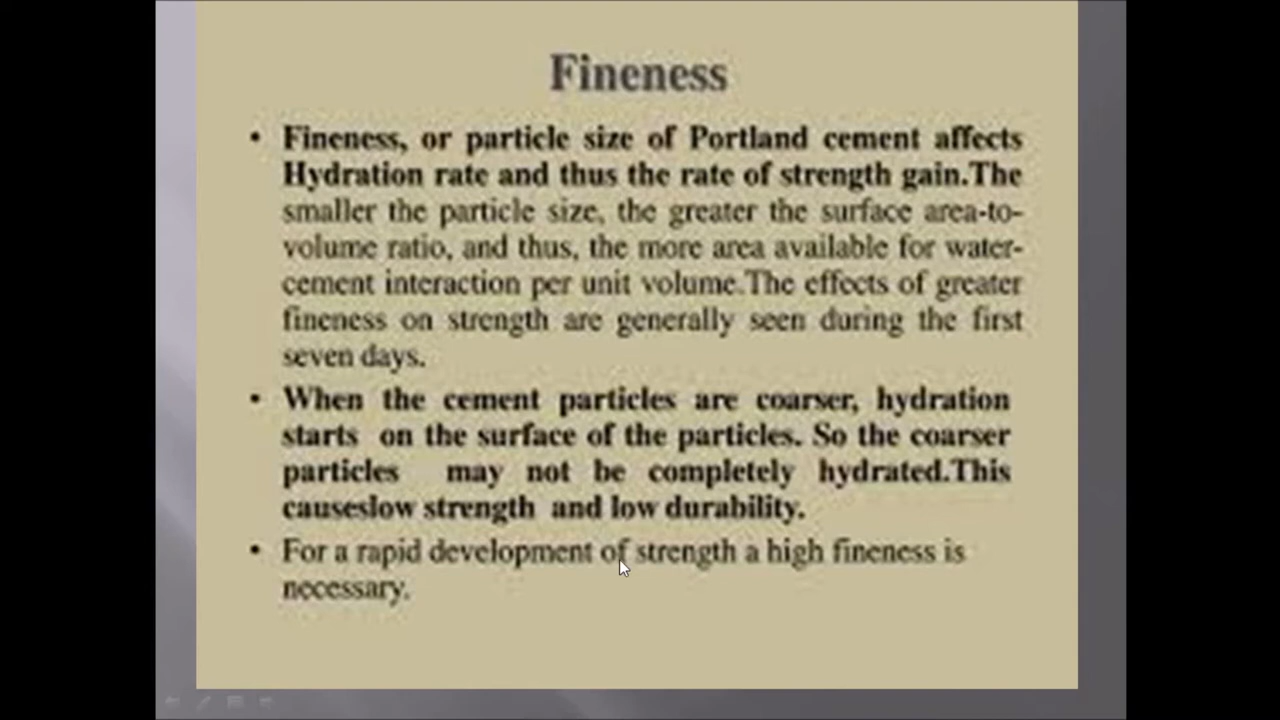 Fineness
• Fineness, or particle size of Portland cement affects
Hydration rate and thus the rate of strength gain.The
smaller the particle size, the greater the surface area-to-
volume ratio, and thus, the more area available for water-
cement interaction per unit volume.The effects of greater
fineness on strength are generally seen during the first
seven days.
• When the cement particles are coarser, hydration
starts on the surface of the particles. So the coarser
particles may not be completely hydrated.This
causeslow strength and low durability.
• For a rapid development of strength a high fineness is
necessary.